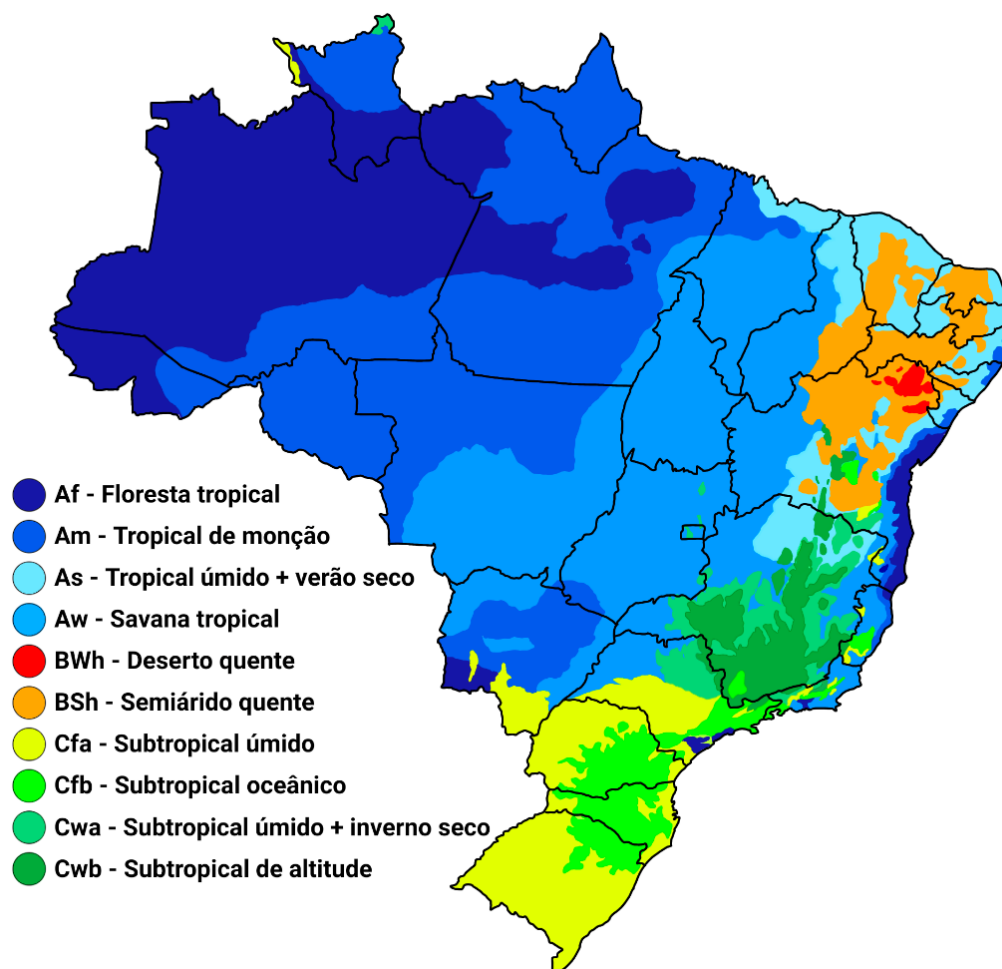 Af - Floresta tropical
Am - Tropical de monção
As - Tropical úmido + verão seco
Aw - Savana tropical
BWh - Deserto quente
BSh - Semiárido quente
Cfa - Subtropical úmido
Cfb - Subtropical oceânico
Cwa - Subtropical úmido + inverno seco
Cwb - Subtropical de altitude